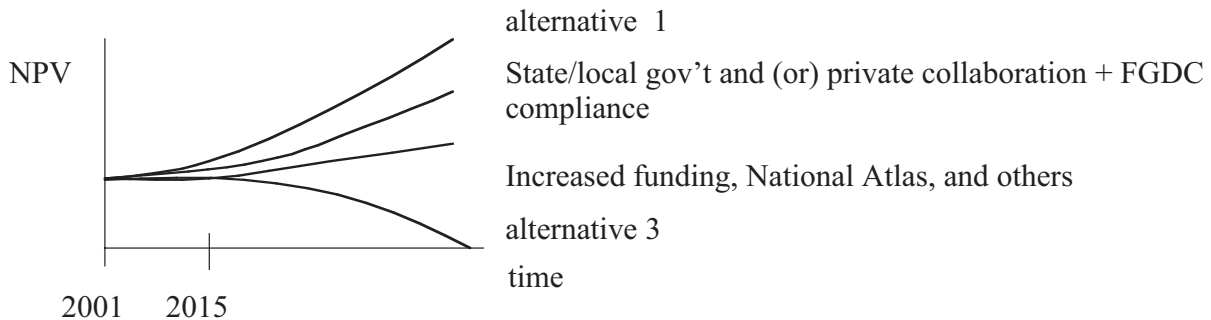 alternative 1
NPV
State/local gov’t and (or) private collaboration + FGDC
compliance
Increased funding, National Atlas, and others
alternative 3
time
2001
2015